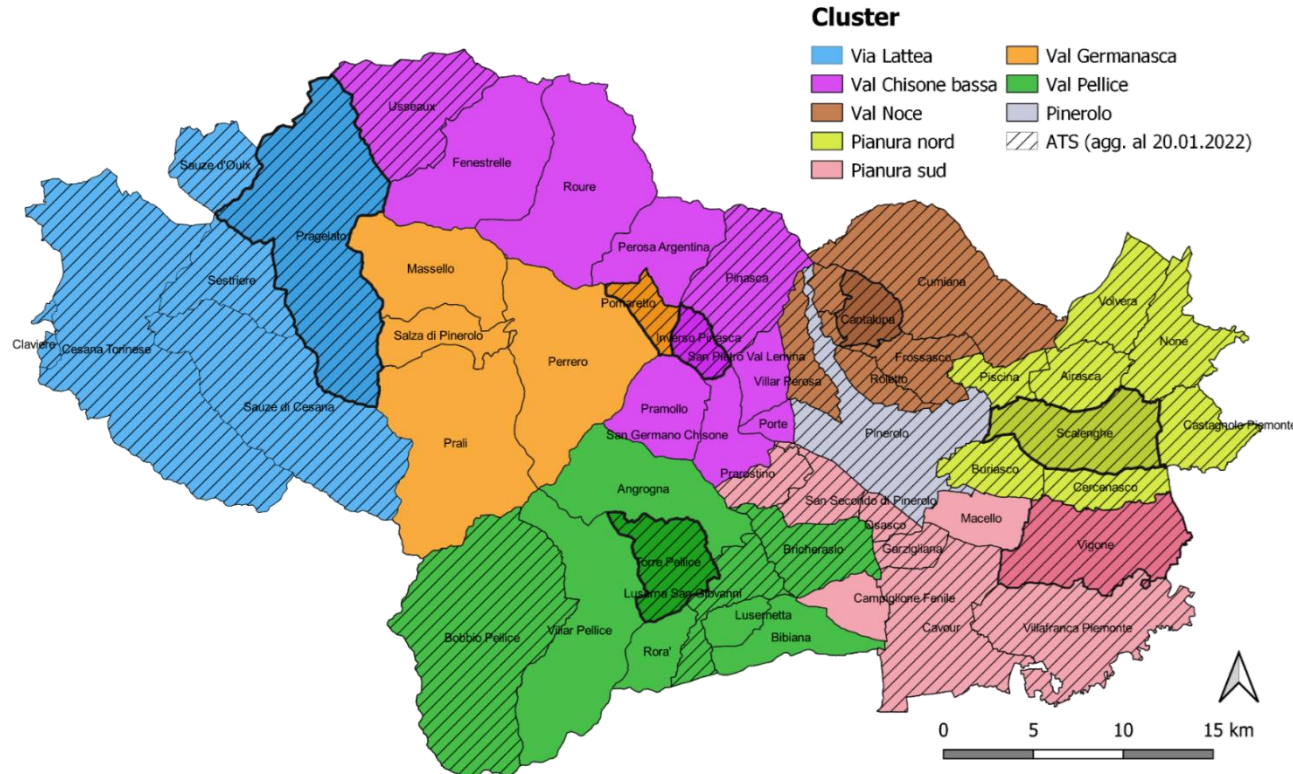 Cluster
Via Lattea
Val Germanasca
Val Chisone bassa
Val Pellice
Val Noce
Pinerolo
Pianura nord
ATS (agg. al 20.01.2022)
Pianura sud
Usseaux
Sauze d'Oulx
Fenestrelle
Roure
Pragelato
Perosa Argentina
Massello
Sestriere
Pinasca
Cumiana
Pomaretto
Volvera
Cantalupa
Salza di Pinerolo
Inverso Pinasca
None
Claviere
Cesana Torinese
Perrero
San Pietro Val Lemina
Frossasco
Villar Perosa
Roletto
Piscina
Airasca
Sauze di Cesana
Pramollo
Porte
Pinerolo
Scalenghe
Castagnole Piemonte
San Germano Chisone
Prali
Prarostino
Buriasco
Cercenasco
Angrogna
San Secondo di Pinerolo
Macello
Osasco
Vigone
Bricherasio
Garzigliana
Torre Pellice
Luserna San Giovanni
Campiglione Fenile
Lusernetta
Cavour
Villafranca Piemonte
Bobbio Pellice
Villar Pellice
Bibiana
Rora'
0 5 10 15 km